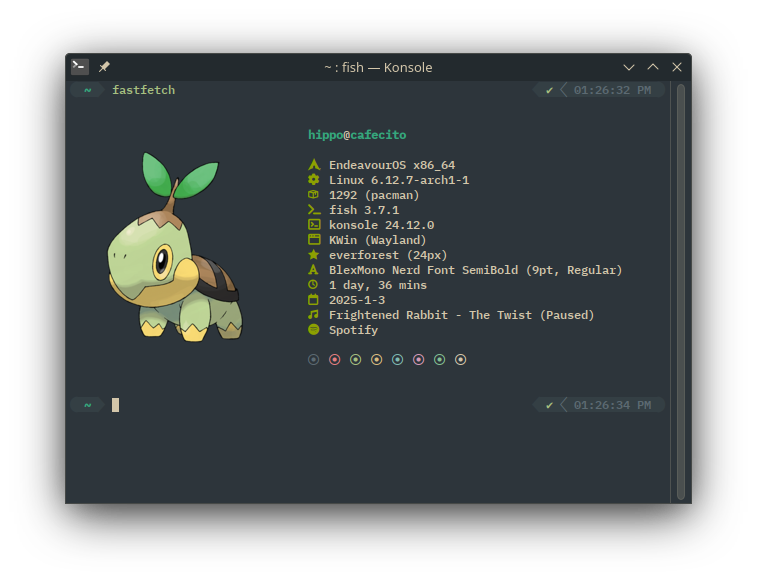 ~ : fish — Konsole
~ fastfetch ✔ 01:26:32 PM
hippo@cafecito
EndeavourOS x86_64
Linux 6.12.7-arch1-1
1292 (pacman)
fish 3.7.1
konsole 24.12.0
KWin (Wayland)
everforest (24px)
BlexMono Nerd Font SemiBold (9pt, Regular)
1 day, 36 mins
2025-1-3
Frightened Rabbit - The Twist (Paused)
Spotify
~ ✔ 01:26:34 PM